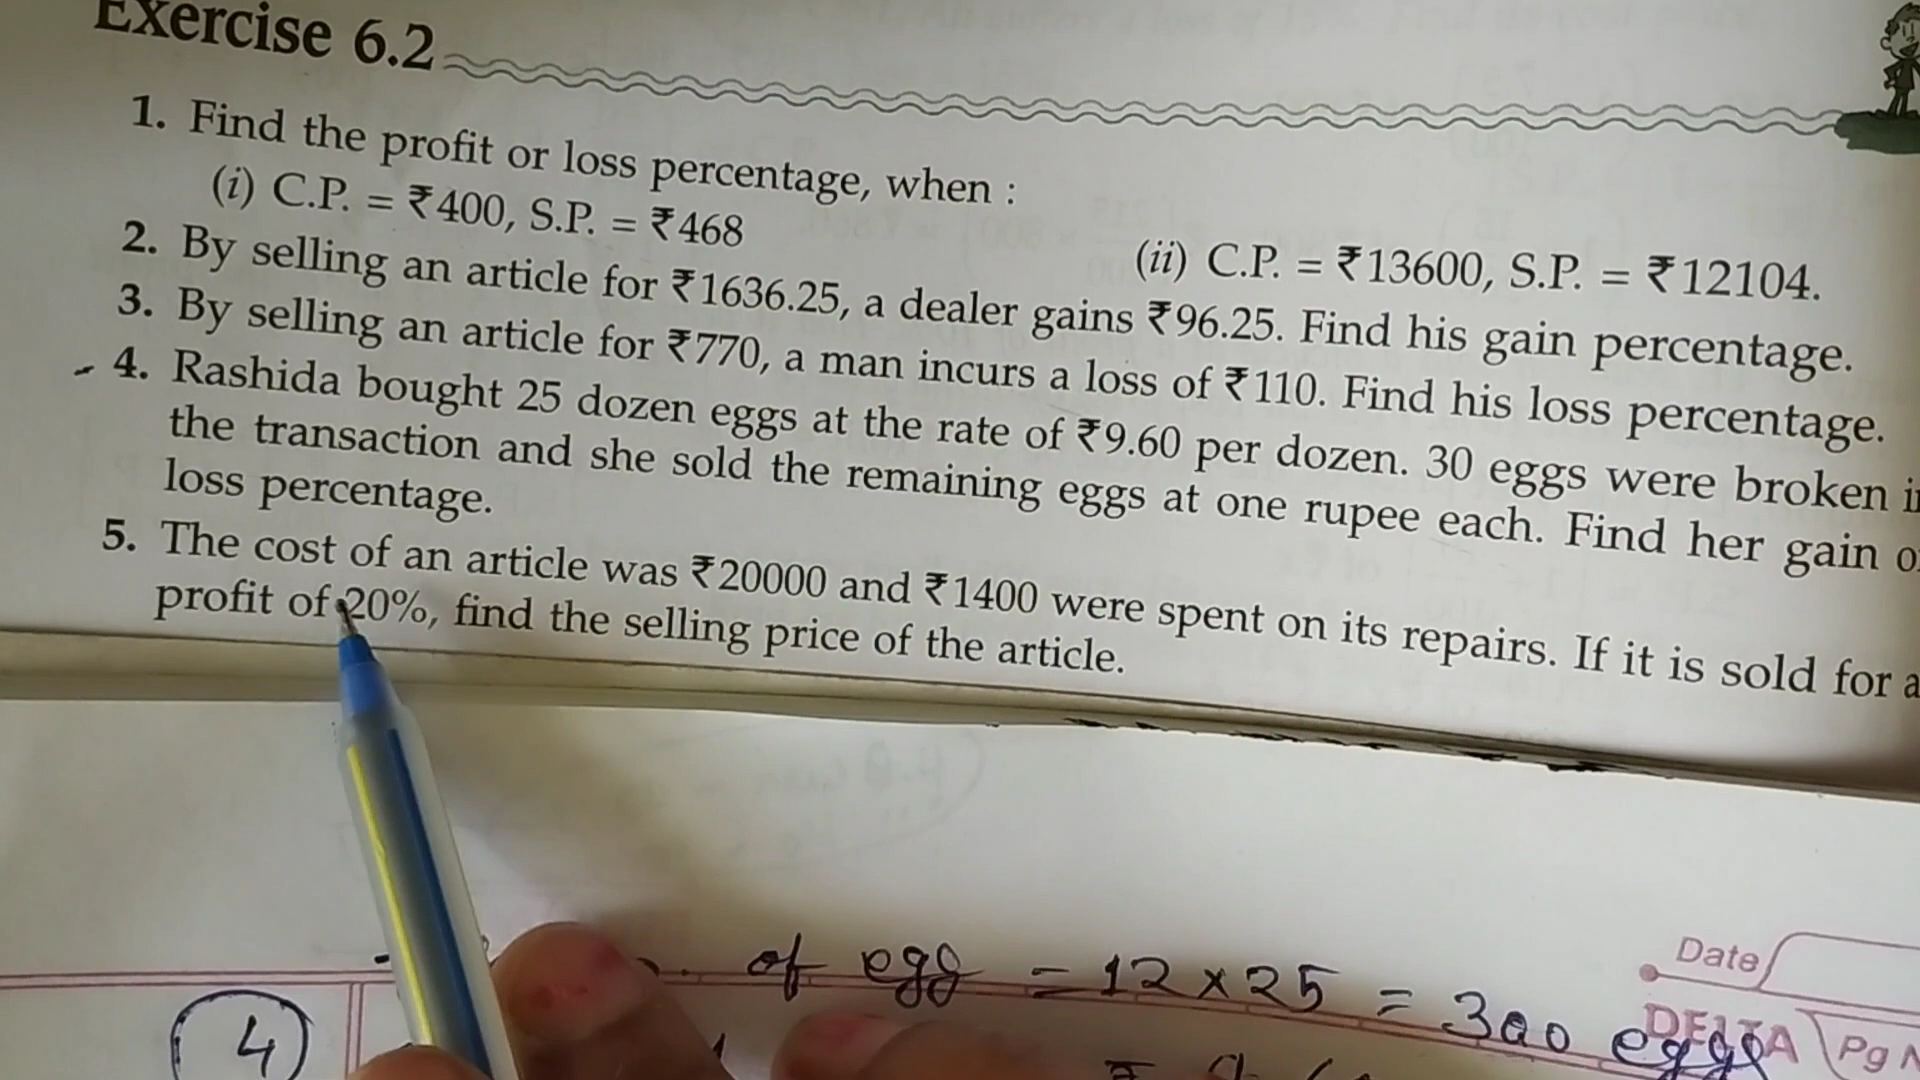 Exercise 6.2
1. Find the profit or loss percentage, when :
(i) C.P. = ₹400, S.P. = ₹468
(ii) C.P. = ₹13600, S.P. = ₹12104.
2. By selling an article for ₹1636.25, a dealer gains ₹96.25. Find his gain percentage.
3. By selling an article for ₹770, a man incurs a loss of ₹110. Find his loss percentage.
4. Rashida bought 25 dozen eggs at the rate of ₹9.60 per dozen. 30 eggs were broken
the transaction and she sold the remaining eggs at one rupee each. Find her gain
loss percentage.
5. The cost of an article was ₹20000 and ₹1400 were spent on its repairs. If it is sold for a
profit of 20%, find the selling price of the article.
Date
of egg = 12 × 25 = 300 eggs
DELTA Pg
4